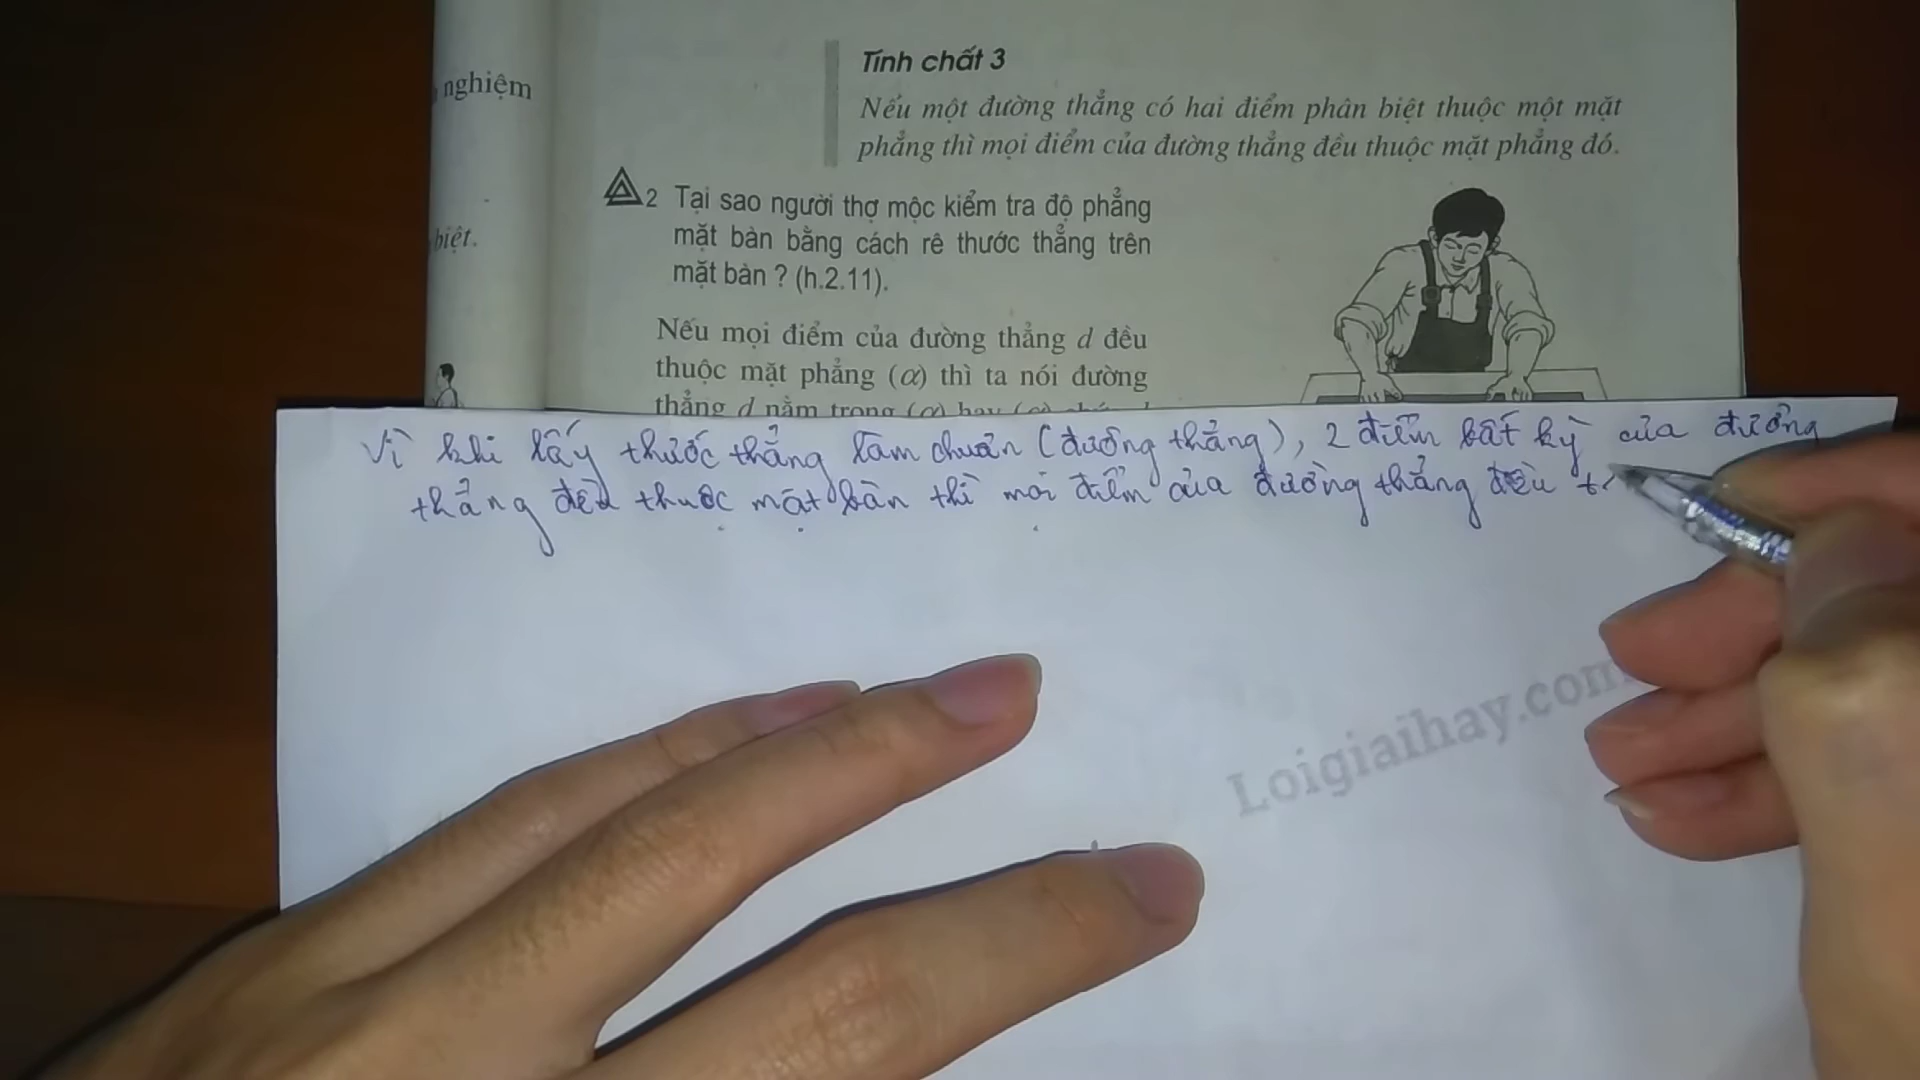 nghiệm
biệt.
Tính chất 3
Nếu một đường thẳng có hai điểm phân biệt thuộc một mặt
phẳng thì mọi điểm của đường thẳng đều thuộc mặt phẳng đó.
2 Tại sao người thợ mộc kiểm tra độ phẳng
mặt bàn bằng cách rê thước thẳng trên
mặt bàn ? (h.2.11).
Nếu mọi điểm của đường thẳng d đều
thuộc mặt phẳng (α) thì ta nói đường
thẳng d nằm trong (α) hay (α)
Vì khi lấy thước thẳng làm chuẩn (đường thẳng), 2 điểm bất kỳ của đường
thẳng đều thuộc mặt bàn thì mọi điểm của đường thẳng đều
Loigiaihay.com